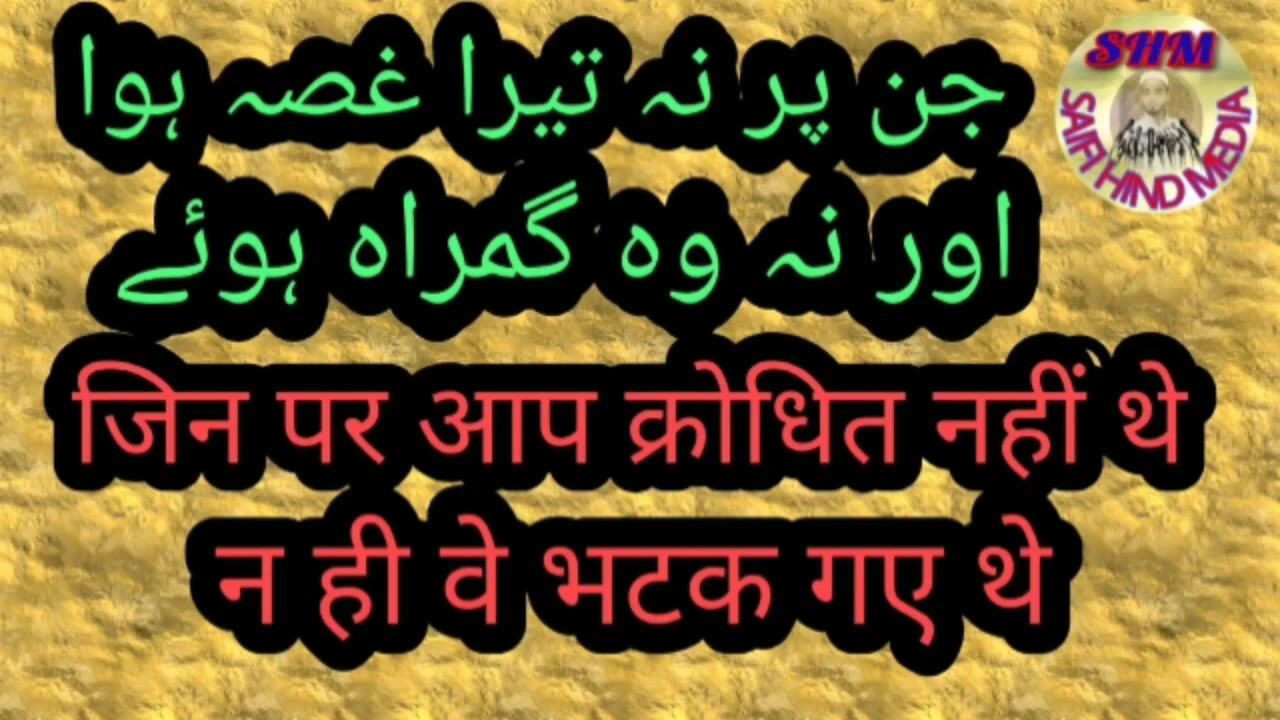 جن پر نہ تیرا غصہ ہوا
اور نہ وہ گمراہ ہوئے
जिन पर आप क्रोधित नहीं थे
न ही वे भटक गए थे
SHM
SAIFI HIND MEDIA